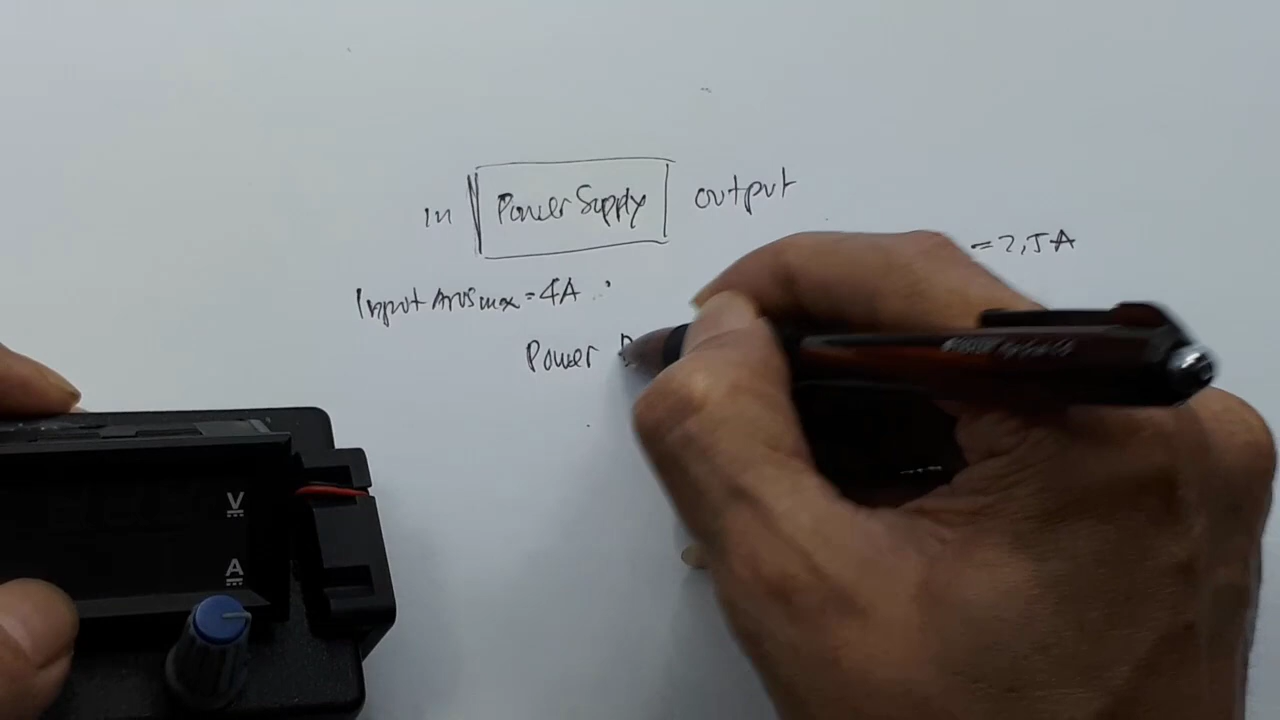 in Power Supply output
= 2,5A
Input Arms max = 4A
Power
V
A